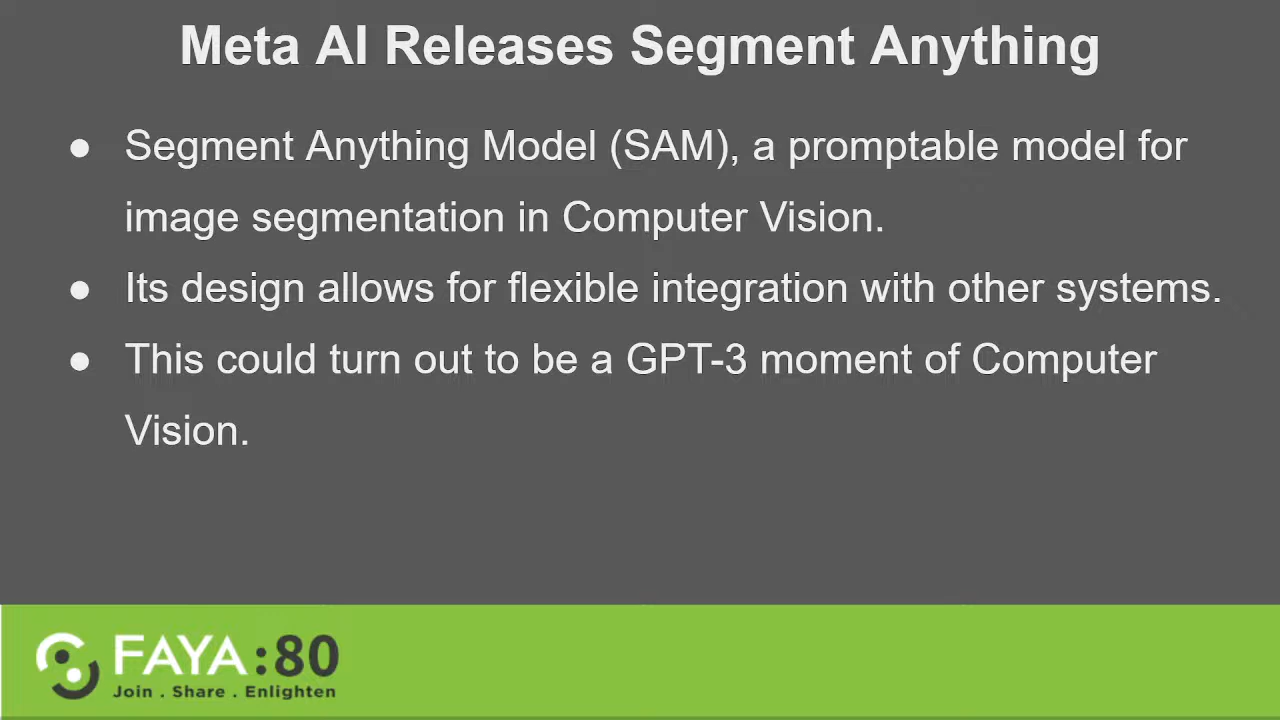 Meta AI Releases Segment Anything
● Segment Anything Model (SAM), a promptable model for
image segmentation in Computer Vision.
● Its design allows for flexible integration with other systems.
● This could turn out to be a GPT-3 moment of Computer
Vision.
FAYA:80
Join . Share . Enlighten